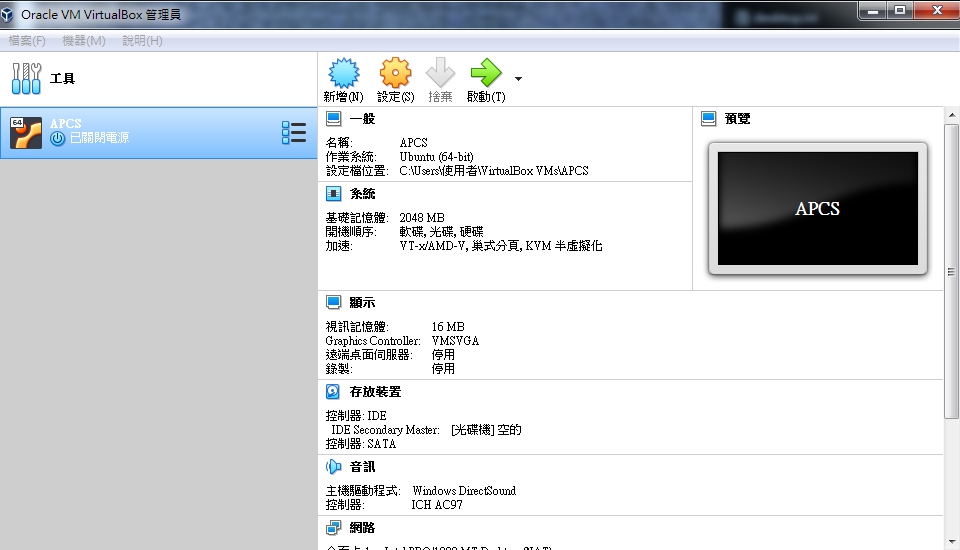 Oracle VM VirtualBox 管理員
檔案(F) 機器(M) 說明(H)
工具
新增(N) 設定(S) 捨棄 啟動(T)
64
APCS
已關閉電源
一般
名稱: APCS
作業系統: Ubuntu (64-bit)
設定檔位置: C:\Users\使用者\VirtualBox VMs\APCS
預覽
APCS
系統
基礎記憶體: 2048 MB
開機順序: 軟碟, 光碟, 硬碟
加速: VT-x/AMD-V, 巢式分頁, KVM 半虛擬化
顯示
視訊記憶體: 16 MB
Graphics Controller: VMSVGA
遠端桌面伺服器: 停用
錄製: 停用
存放裝置
控制器: IDE
IDE Secondary Master: [光碟機] 空的
控制器: SATA
音訊
主機驅動程式: Windows DirectSound
控制器: ICH AC97
網路